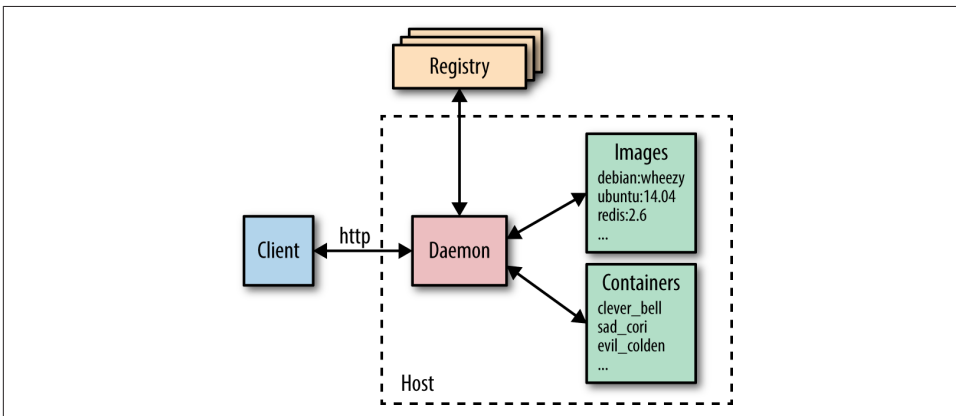 Registry
Images
debian:wheezy
ubuntu:14.04
redis:2.6
...
Client
http
Daemon
Containers
clever_bell
sad_cori
evil_colden
...
Host